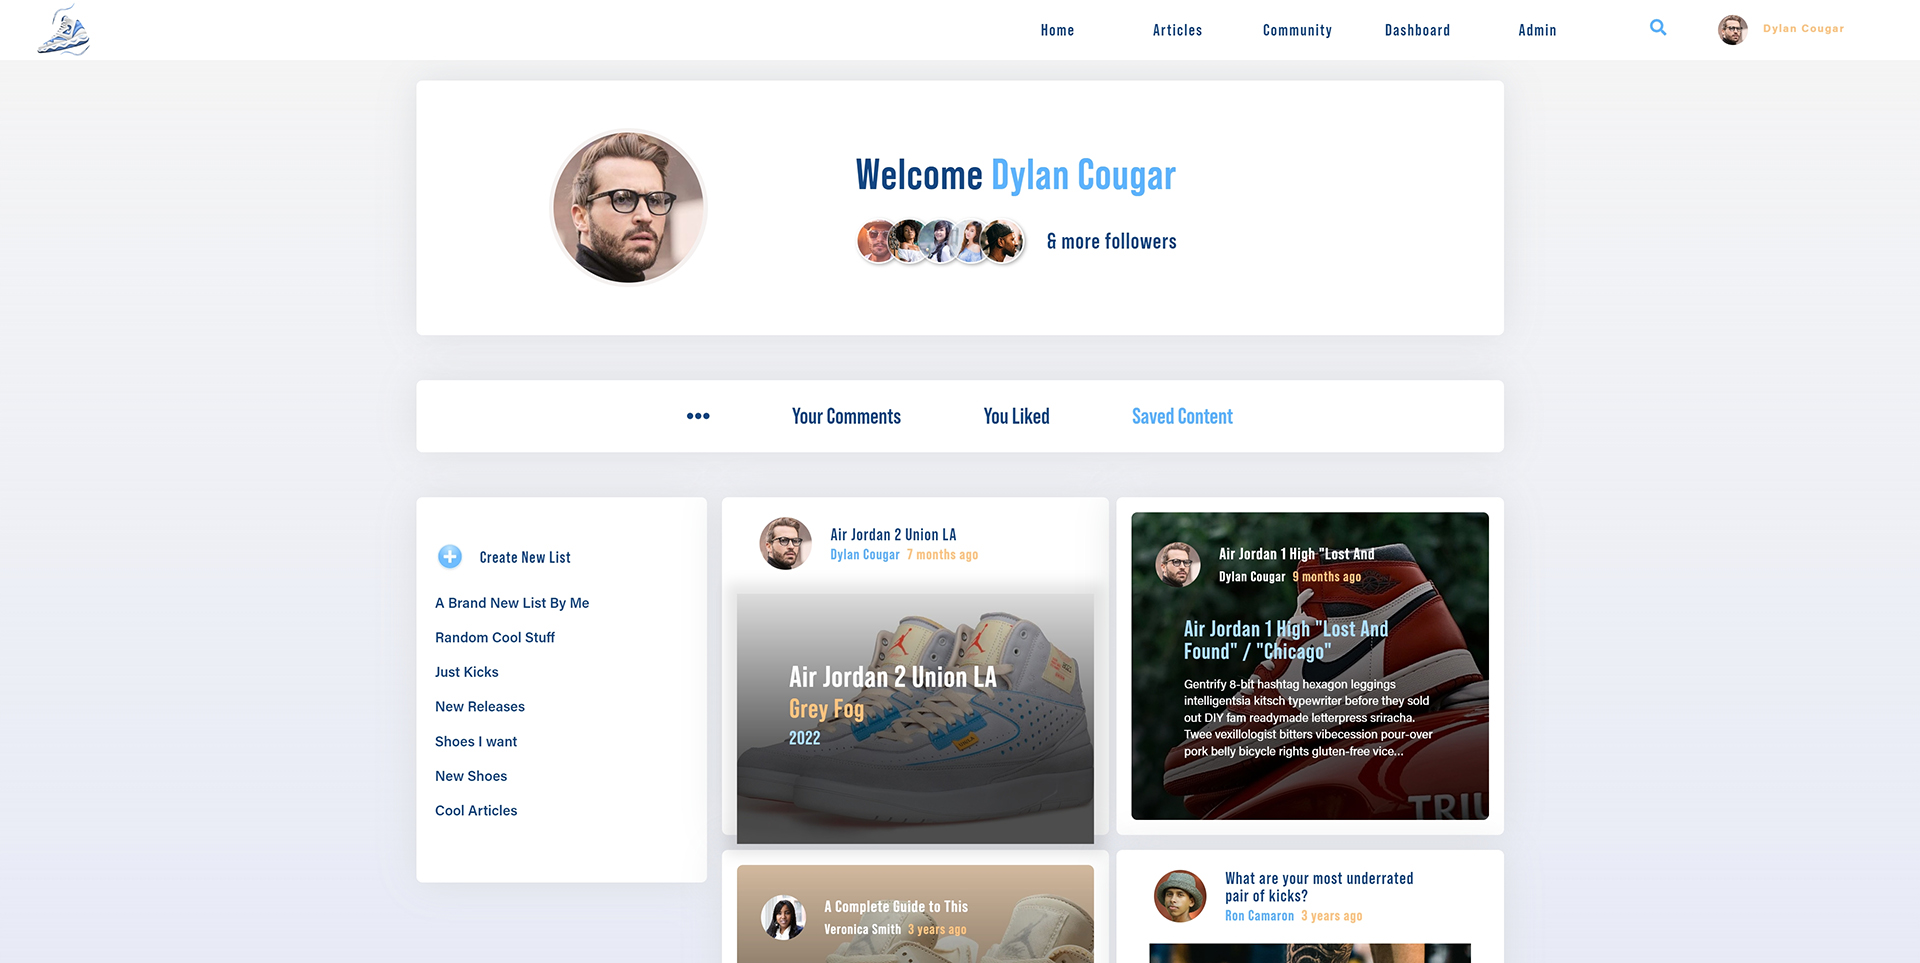 Home
Articles
Community
Dashboard
Admin
Dylan Cougar
Welcome Dylan Cougar
& more followers
Your Comments
You Liked
Saved Content
Create New List
A Brand New List By Me
Random Cool Stuff
Just Kicks
New Releases
Shoes I want
New Shoes
Cool Articles
Air Jordan 2 Union LA
Dylan Cougar 7 months ago
Air Jordan 2 Union LA
Grey Fog
2022
Air Jordan 1 High "Lost And
Dylan Cougar 9 months ago
Air Jordan 1 High "Lost And
Found" / "Chicago"
Gentrify 8-bit hashtag hexagon leggings
intelligentsia kitsch typewriter before they sold
out DIY fam readymade letterpress sriracha.
Twee vexillologist bitters vibecession pour-over
pork belly bicycle rights gluten-free vice...
A Complete Guide to This
Veronica Smith 3 years ago
What are your most underrated
pair of kicks?
Ron Camaron 3 years ago